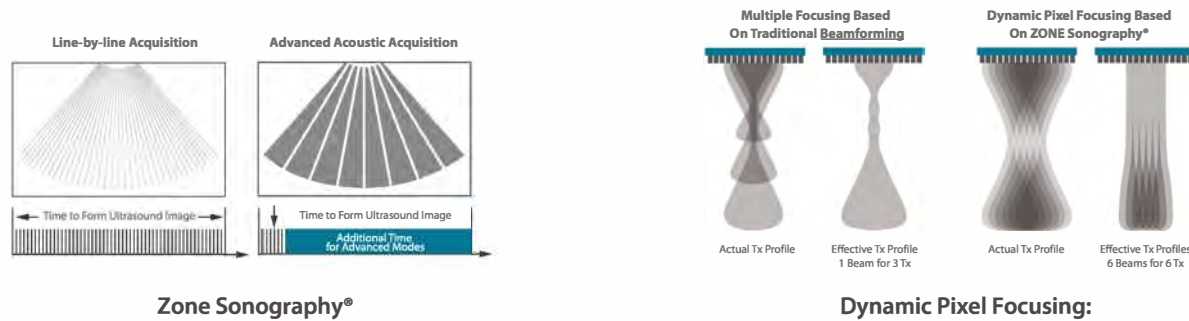 Line-by-line Acquisition
Advanced Acoustic Acquisition
Time to Form Ultrasound Image
Time to Form Ultrasound Image
Additional Time
for Advanced Modes
Zone Sonography®
Multiple Focusing Based
On Traditional Beamforming
Dynamic Pixel Focusing Based
On ZONE Sonography®
Actual Tx Profile
Effective Tx Profile
1 Beam for 3 Tx
Actual Tx Profile
Effective Tx Profiles
6 Beams for 6 Tx
Dynamic Pixel Focusing: